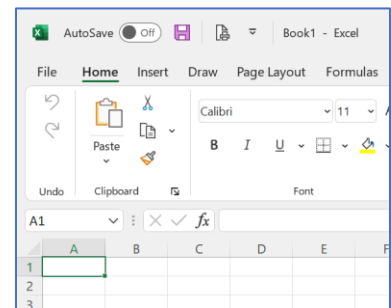 AutoSave Off Book1 - Excel
File Home Insert Draw Page Layout Formulas
Calibri 11
Paste B I U
Undo Clipboard Font
A1 fx
A B C D E F
1
2
3